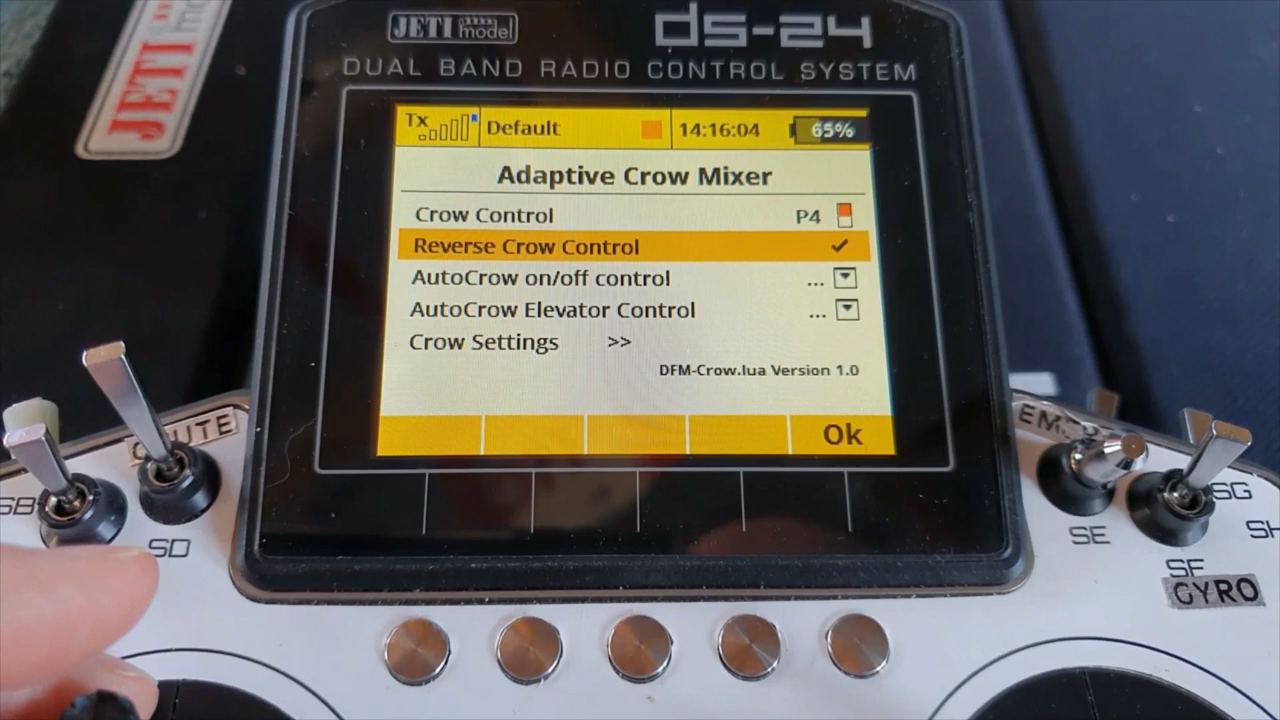 JETI model
ds-24
DUAL BAND RADIO CONTROL SYSTEM
JETI
Tx Default 14:16:04 65%
Adaptive Crow Mixer
Crow Control P4
Reverse Crow Control ✓
AutoCrow on/off control ...
AutoCrow Elevator Control ...
Crow Settings >>
DFM-Crow.lua Version 1.0
Ok
SB
SD
SE
SG
SH
SF
GYRO